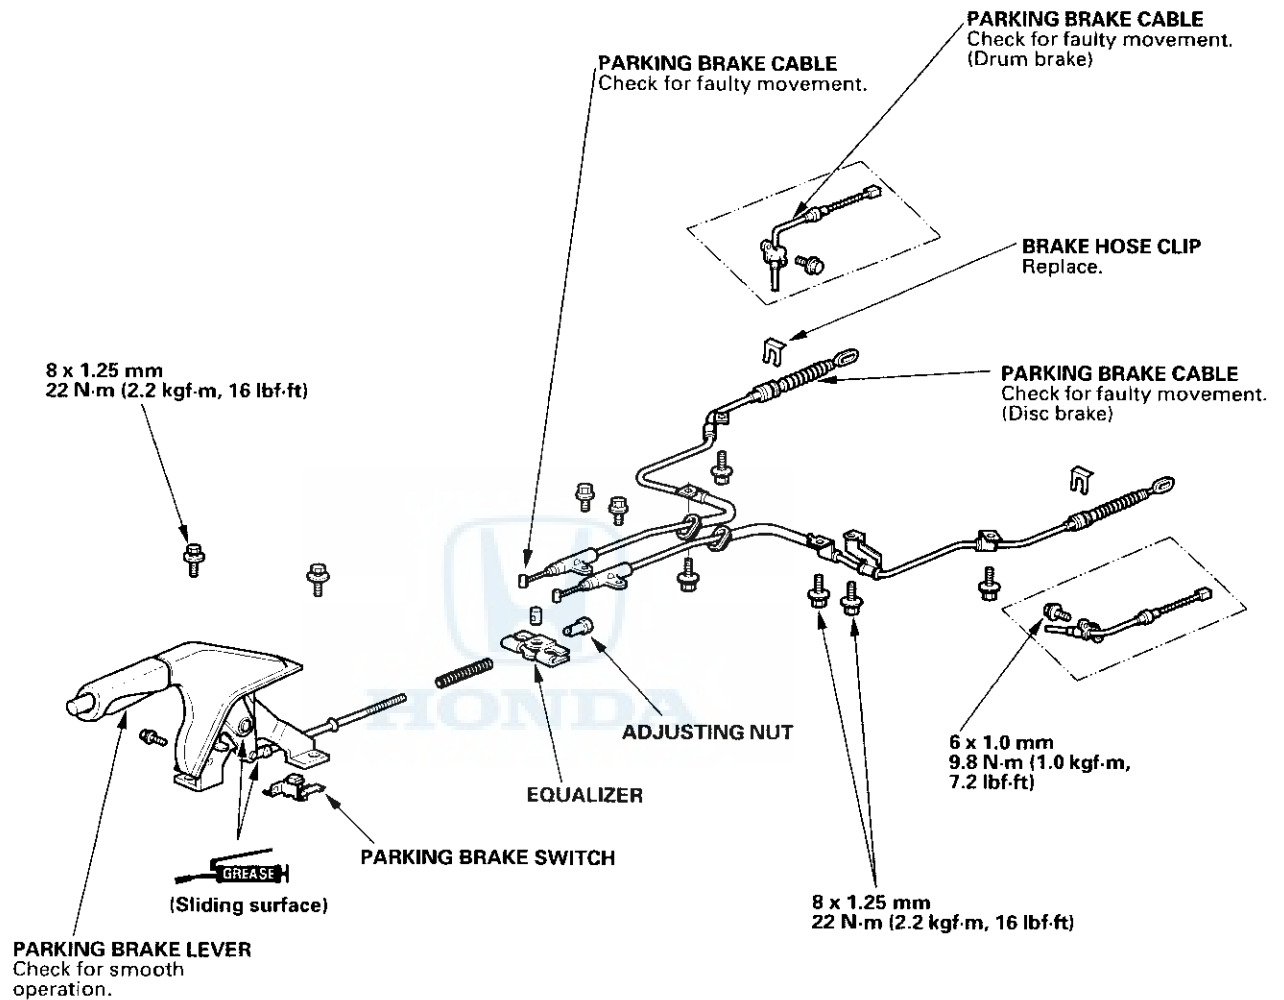 PARKING BRAKE CABLE
Check for faulty movement.
(Drum brake)
PARKING BRAKE CABLE
Check for faulty movement.
BRAKE HOSE CLIP
Replace.
8 x 1.25 mm
22 N·m (2.2 kgf·m, 16 lbf·ft)
PARKING BRAKE CABLE
Check for faulty movement.
(Disc brake)
HONDA
ADJUSTING NUT
6 x 1.0 mm
9.8 N·m (1.0 kgf·m,
7.2 lbf·ft)
EQUALIZER
PARKING BRAKE SWITCH
GREASE
(Sliding surface)
8 x 1.25 mm
22 N·m (2.2 kgf·m, 16 lbf·ft)
PARKING BRAKE LEVER
Check for smooth
operation.